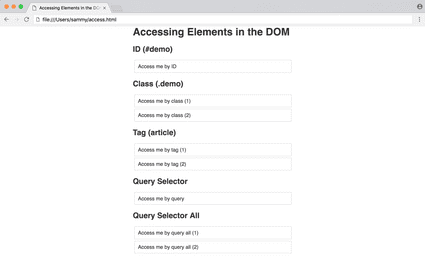 Accessing Elements in the DOM
file:///Users/sammy/access.html
Accessing Elements in the DOM
ID (#demo)
Access me by ID
Class (.demo)
Access me by class (1)
Access me by class (2)
Tag (article)
Access me by tag (1)
Access me by tag (2)
Query Selector
Access me by query
Query Selector All
Access me by query all (1)
Access me by query all (2)